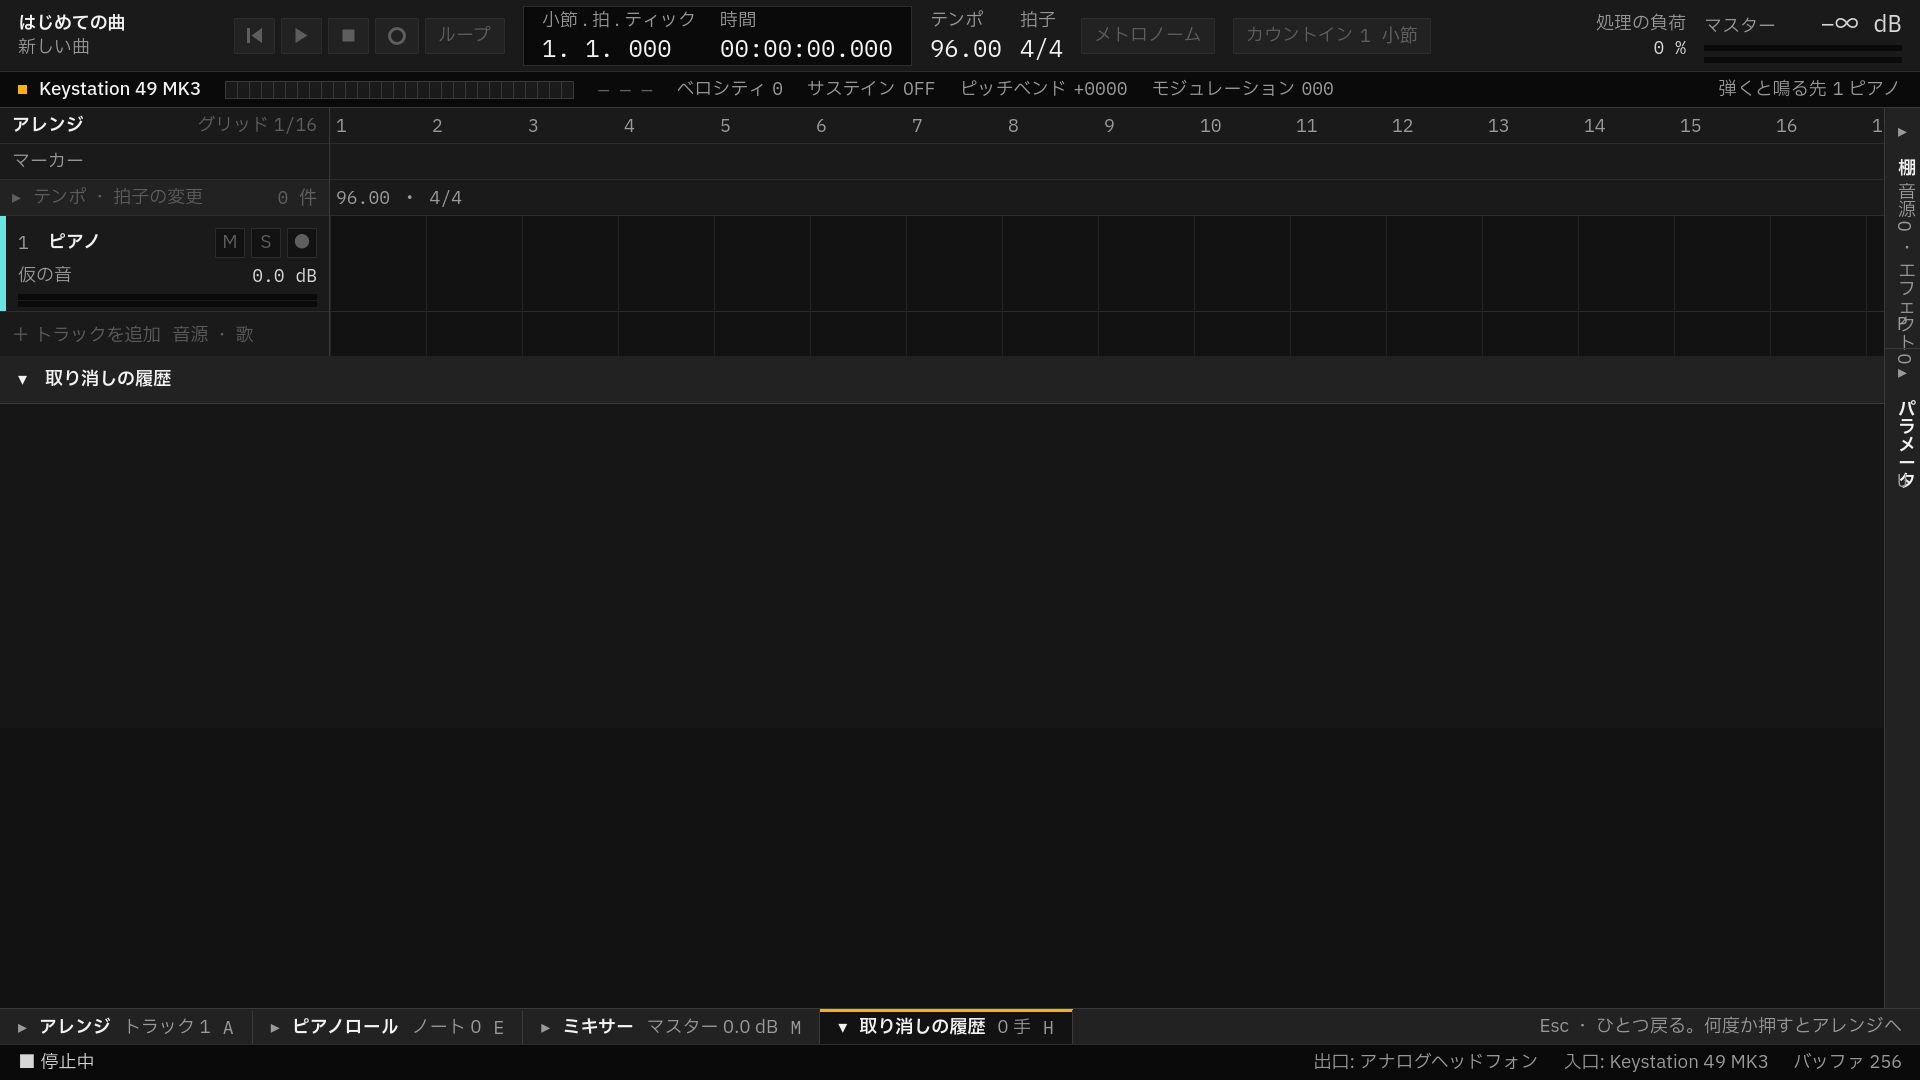 はじめての曲
新しい曲
ループ
小節 . 拍 . ティック 時間
1. 1. 000 00:00:00.000
テンポ 拍子
96.00 4/4
メトロノーム
カウントイン 1 小節
処理の負荷
0 %
マスター -∞ dB
Keystation 49 MK3
– – –
ベロシティ 0 サステイン OFF ピッチベンド +0000 モジュレーション 000
弾くと鳴る先 1 ピアノ
アレンジ グリッド 1/16
1 2 3 4 5 6 7 8 9 10 11 12 13 14 15 16 1
マーカー
▶ テンポ ・ 拍子の変更 0 件
96.00 ・ 4/4
1 ピアノ M S
仮の音 0.0 dB
＋ トラックを追加 音源 ・ 歌
▼ 取り消しの履歴
▶ 棚 音源 0 ・ エフェクト 0
▶ パラメータ
▶ アレンジ トラック 1 A
▶ ピアノロール ノート 0 E
▶ ミキサー マスター 0.0 dB M
▼ 取り消しの履歴 0 手 H
Esc ・ ひとつ戻る。何度か押すとアレンジへ
■ 停止中
出口: アナログヘッドフォン 入口: Keystation 49 MK3 バッファ 256